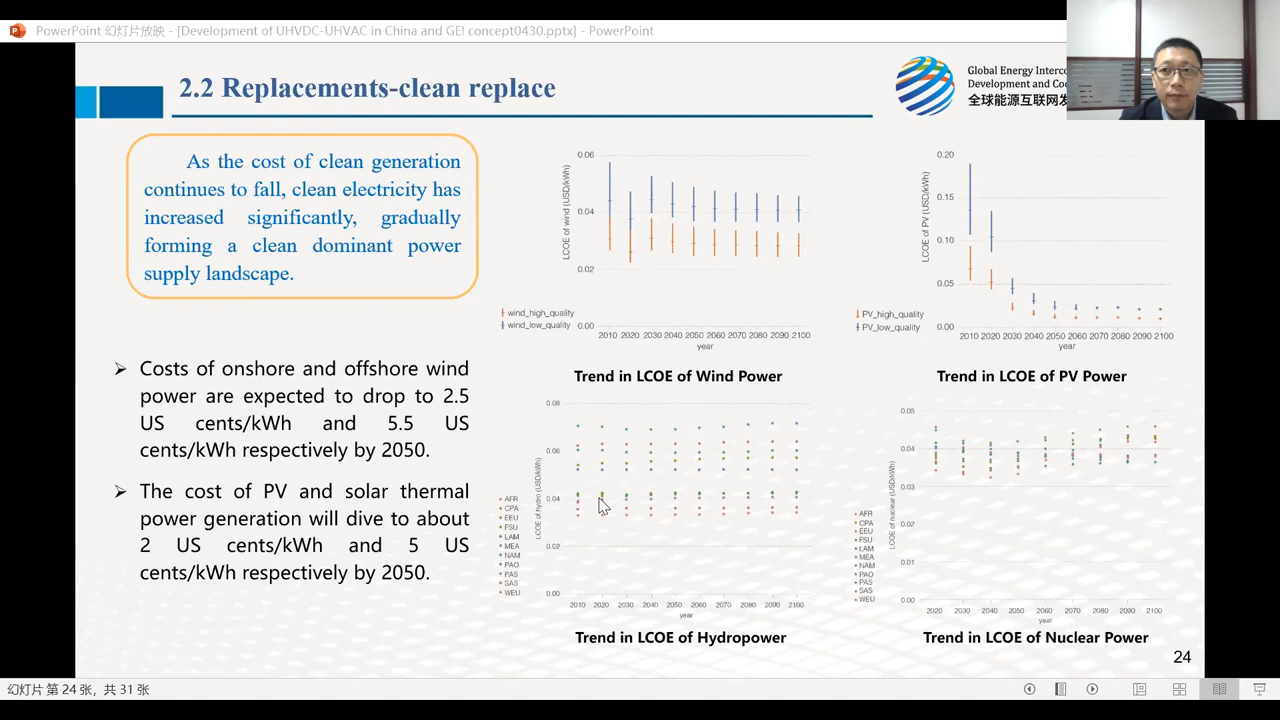 PowerPoint 幻灯片放映 - [Development of UHVDC-UHVAC in China and GEI concept0430.pptx] - PowerPoint
2.2 Replacements-clean replace
Global Energy Interc
Development and Coo
全球能源互联网发
As the cost of clean generation
continues to fall, clean electricity has
increased significantly, gradually
forming a clean dominant power
supply landscape.
Costs of onshore and offshore wind
power are expected to drop to 2.5
US cents/kWh and 5.5 US
cents/kWh respectively by 2050.
The cost of PV and solar thermal
power generation will dive to about
2 US cents/kWh and 5 US
cents/kWh respectively by 2050.
0.06
0.04
0.02
0.00
LCOE of wind (USD/kWh)
wind_high_quality
wind_low_quality
2010 2020 2030 2040 2050 2060 2070 2080 2090 2100
year
Trend in LCOE of Wind Power
0.20
0.15
0.10
0.05
0.00
LCOE of PV (USD/kWh)
PV_high_quality
PV_low_quality
2010 2020 2030 2040 2050 2060 2070 2080 2090 2100
year
Trend in LCOE of PV Power
0.08
0.06
0.04
0.02
0.00
LCOE of hydro (USD/kWh)
AFR
CPA
EEU
FSU
LAM
MEA
NAM
PAO
PAS
SAS
WEU
2010 2020 2030 2040 2050 2060 2070 2080 2090 2100
year
Trend in LCOE of Hydropower
0.05
0.04
0.03
0.02
0.01
0.00
LCOE of nuclear (USD/kWh)
AFR
CPA
EEU
FSU
LAM
MEA
NAM
PAO
PAS
SAS
WEU
2020 2030 2040 2050 2060 2070 2080 2090 2100
year
Trend in LCOE of Nuclear Power
24
幻灯片 第 24 张，共 31 张